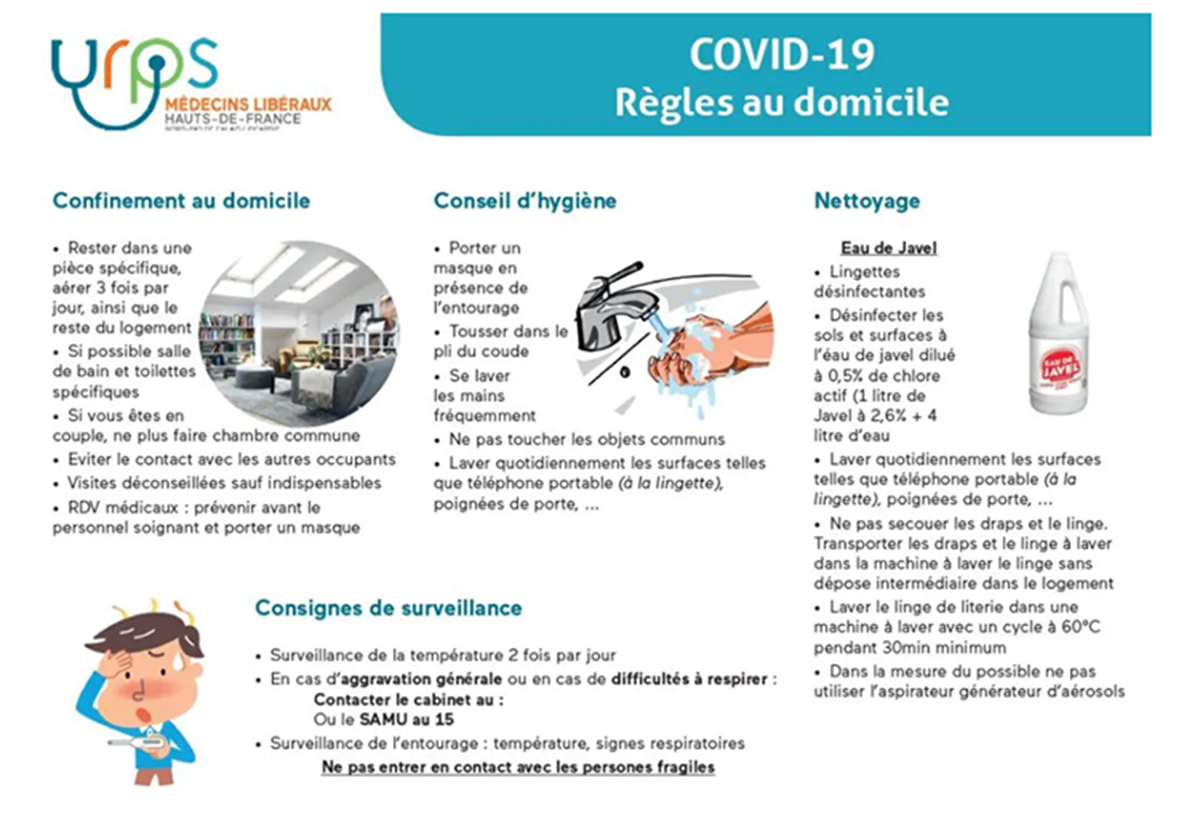 urps
MÉDECINS LIBÉRAUX
HAUTS-DE-FRANCE
COVID-19
Règles au domicile
Confinement au domicile
• Rester dans une
pièce spécifique,
aérer 3 fois par
jour, ainsi que le
reste du logement
• Si possible salle
de bain et toilettes
spécifiques
• Si vous êtes en
couple, ne plus faire chambre commune
• Eviter le contact avec les autres occupants
• Visites déconseillées sauf indispensables
• RDV médicaux : prévenir avant le
personnel soignant et porter un masque
Conseil d’hygiène
• Porter un
masque en
présence de
l’entourage
• Tousser dans le
pli du coude
• Se laver
les mains
fréquemment
• Ne pas toucher les objets communs
• Laver quotidiennement les surfaces telles
que téléphone portable (à la lingette),
poignées de porte, ...
Nettoyage
Eau de Javel
• Lingettes
désinfectantes
• Désinfecter les
sols et surfaces à
l’éau de javel dilué
à 0,5% de chlore
actif (1 litre de
Javel à 2,6% + 4
litre d’eau
EAU DE
JAVEL
• Laver quotidiennement les surfaces
telles que téléphone portable (à la
lingette), poignées de porte, ...
• Ne pas secouer les draps et le linge.
Transporter les draps et le linge à laver
dans la machine à laver le linge sans
dépose intermédiaire dans le logement
• Laver le linge de literie dans une
machine à laver avec un cycle à 60°C
pendant 30min minimum
• Dans la mesure du possible ne pas
utiliser l’aspirateur générateur d’aérosols
Consignes de surveillance
• Surveillance de la température 2 fois par jour
• En cas d’aggravation générale ou en cas de difficultés à respirer :
Contacter le cabinet au :
Ou le SAMU au 15
• Surveillance de l’entourage : température, signes respiratoires
Ne pas entrer en contact avec les persones fragiles